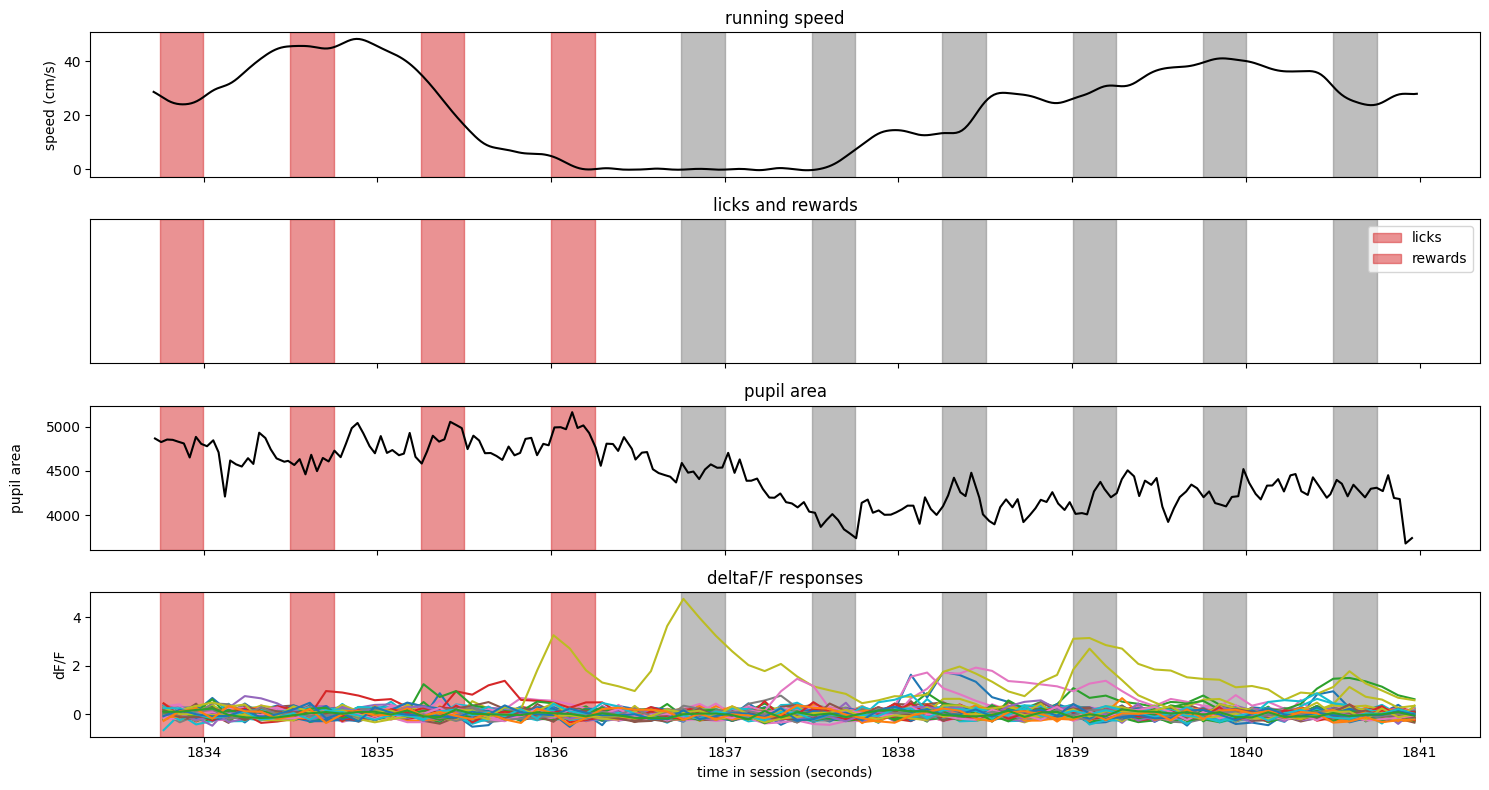 running speed
speed (cm/s)
40
20
0
licks and rewards
licks
rewards
pupil area
pupil area
5000
4500
4000
deltaF/F responses
dF/F
4
2
0
1834 1835 1836 1837 1838 1839 1840 1841
time in session (seconds)